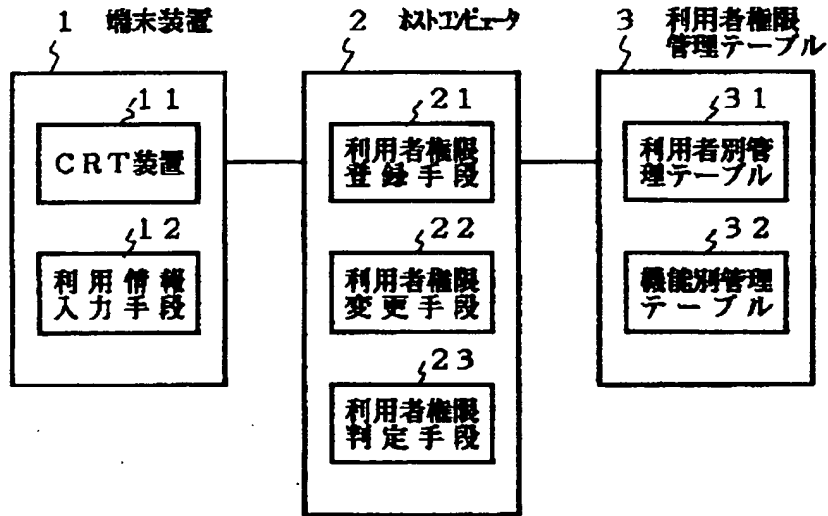 1 端末装置
11
CRT装置
12
利用情報
入力手段
2 ホストコンピュータ
21
利用者権限
登録手段
22
利用者権限
変更手段
23
利用者権限
判定手段
3 利用者権限
管理テーブル
31
利用者別管
理テーブル
32
機能別管理
テーブル